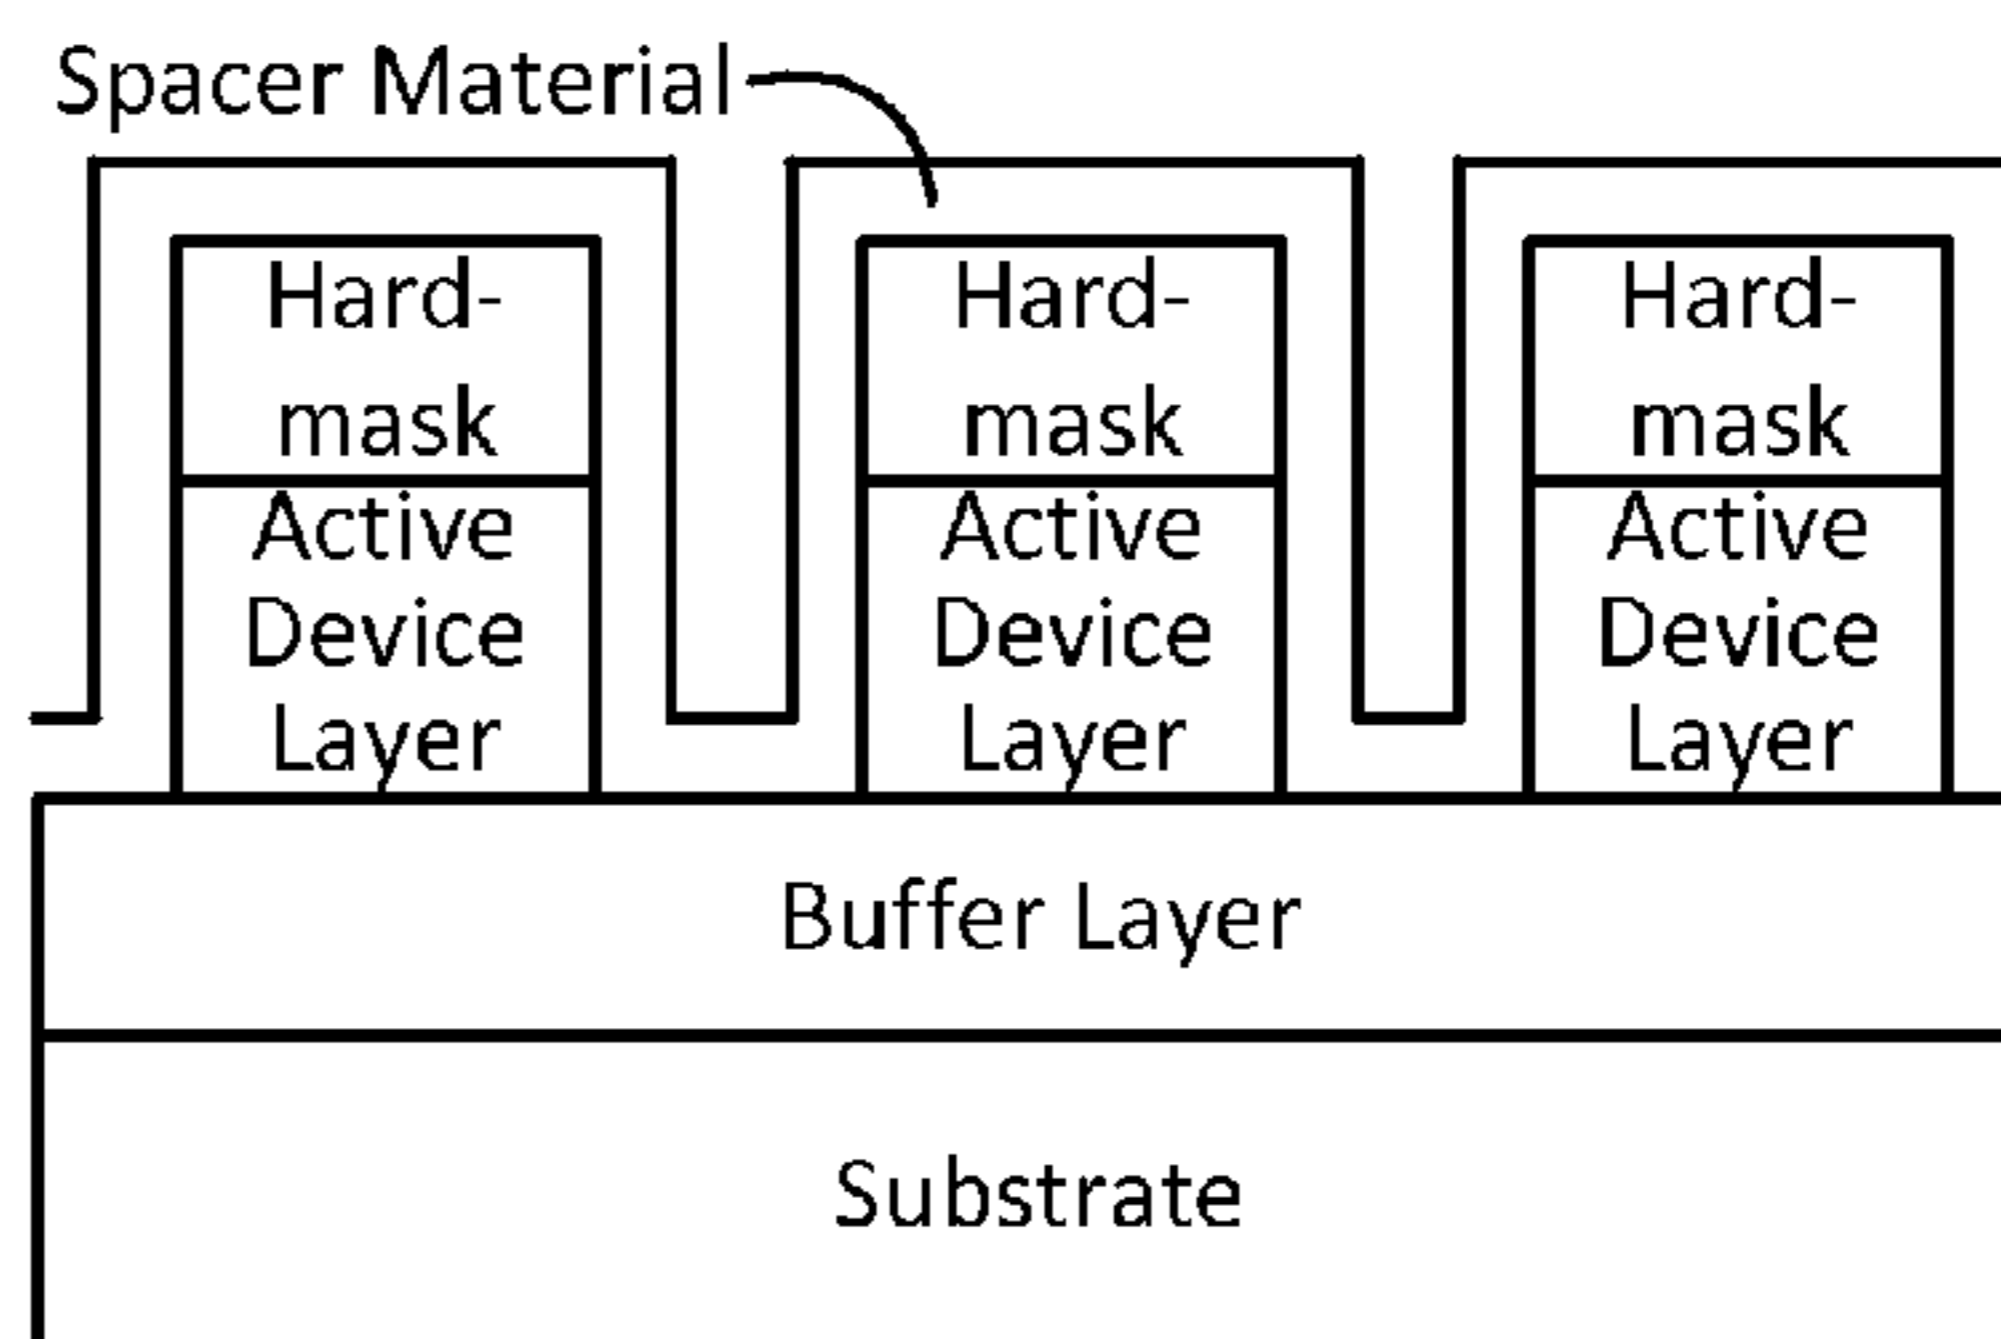 Spacer Material
Hard-
mask
Active
Device
Layer
Hard-
mask
Active
Device
Layer
Hard-
mask
Active
Device
Layer
Buffer Layer
Substrate